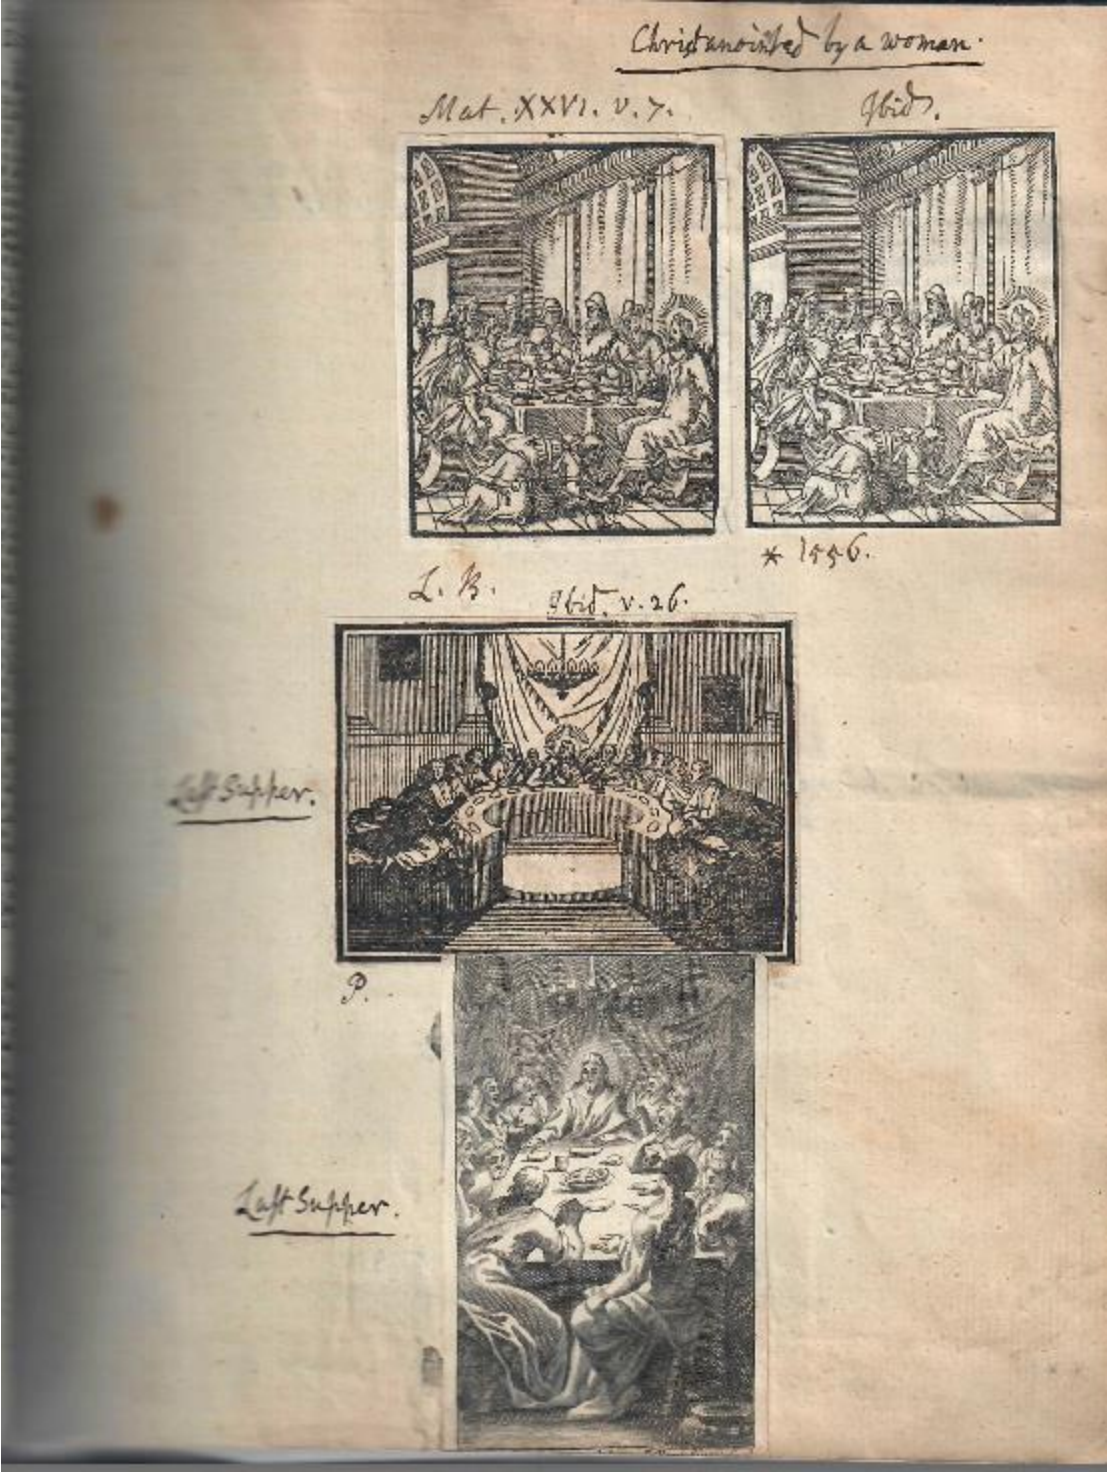 Christ anointed by a woman.
Mat. XXVI. v. 7.
Ibid.
* 1556.
L. B.
Ibid. v. 26.
Last Supper.
P.
Last Supper.